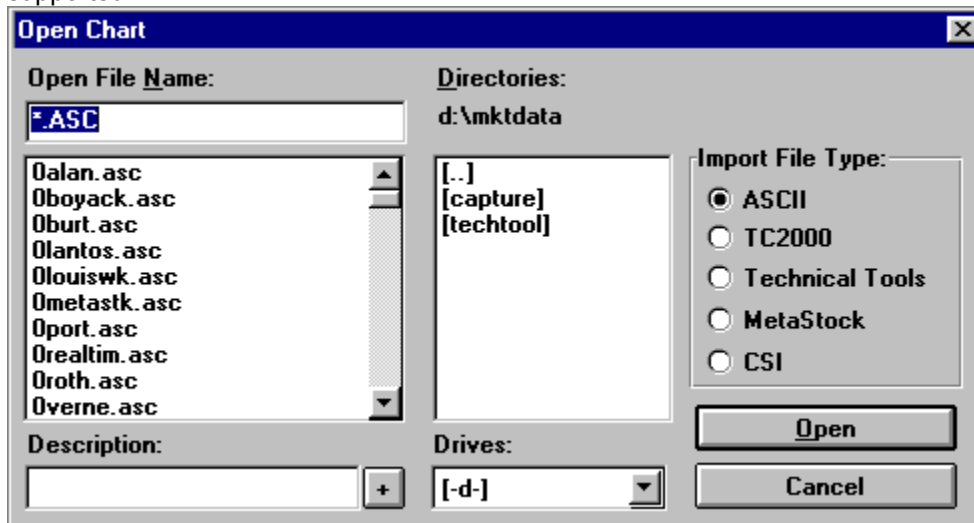 Open Chart
Open File Name:
*.ASC
0alan.asc
0boyack.asc
0burt.asc
0lantos.asc
0louiswk.asc
0metastk.asc
0port.asc
0realtim.asc
0roth.asc
0verne.asc
Description:
+
Directories:
d:\mktdata
[..]
[capture]
[techtool]
Drives:
[-d-]
Import File Type:
ASCII
TC2000
Technical Tools
MetaStock
CSI
Open
Cancel